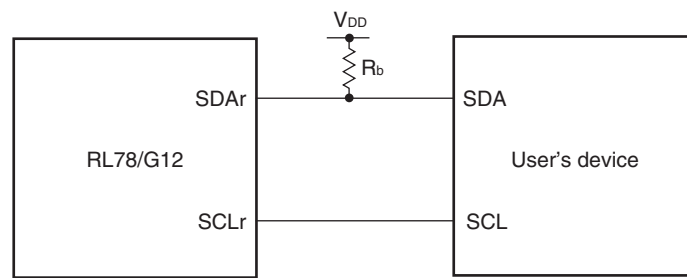 VDD
Rb
SDAr
SDA
RL78/G12
User's device
SCLr
SCL